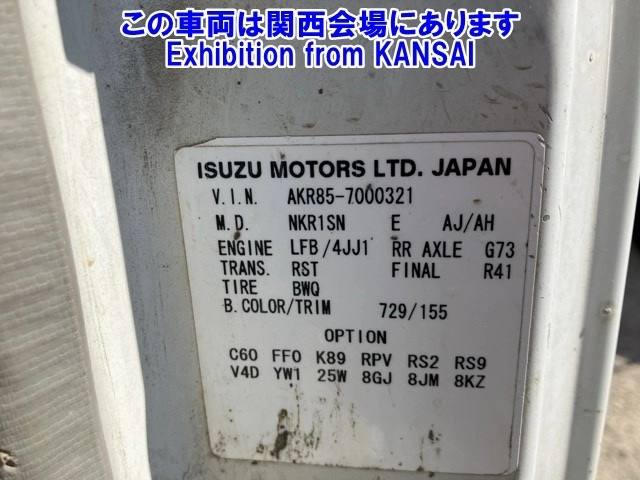 この車両は関西会場にあります
Exhibition from KANSAI
ISUZU MOTORS LTD. JAPAN
V.I.N. AKR85-7000321
M.D. NKR1SN E AJ/AH
ENGINE LFB/4JJ1 RR AXLE G73
TRANS. RST FINAL R41
TIRE BWQ
B.COLOR/TRIM 729/155
OPTION
C60 FF0 K89 RPV RS2 RS9
V4D YW1 25W 8GJ 8JM 8KZ